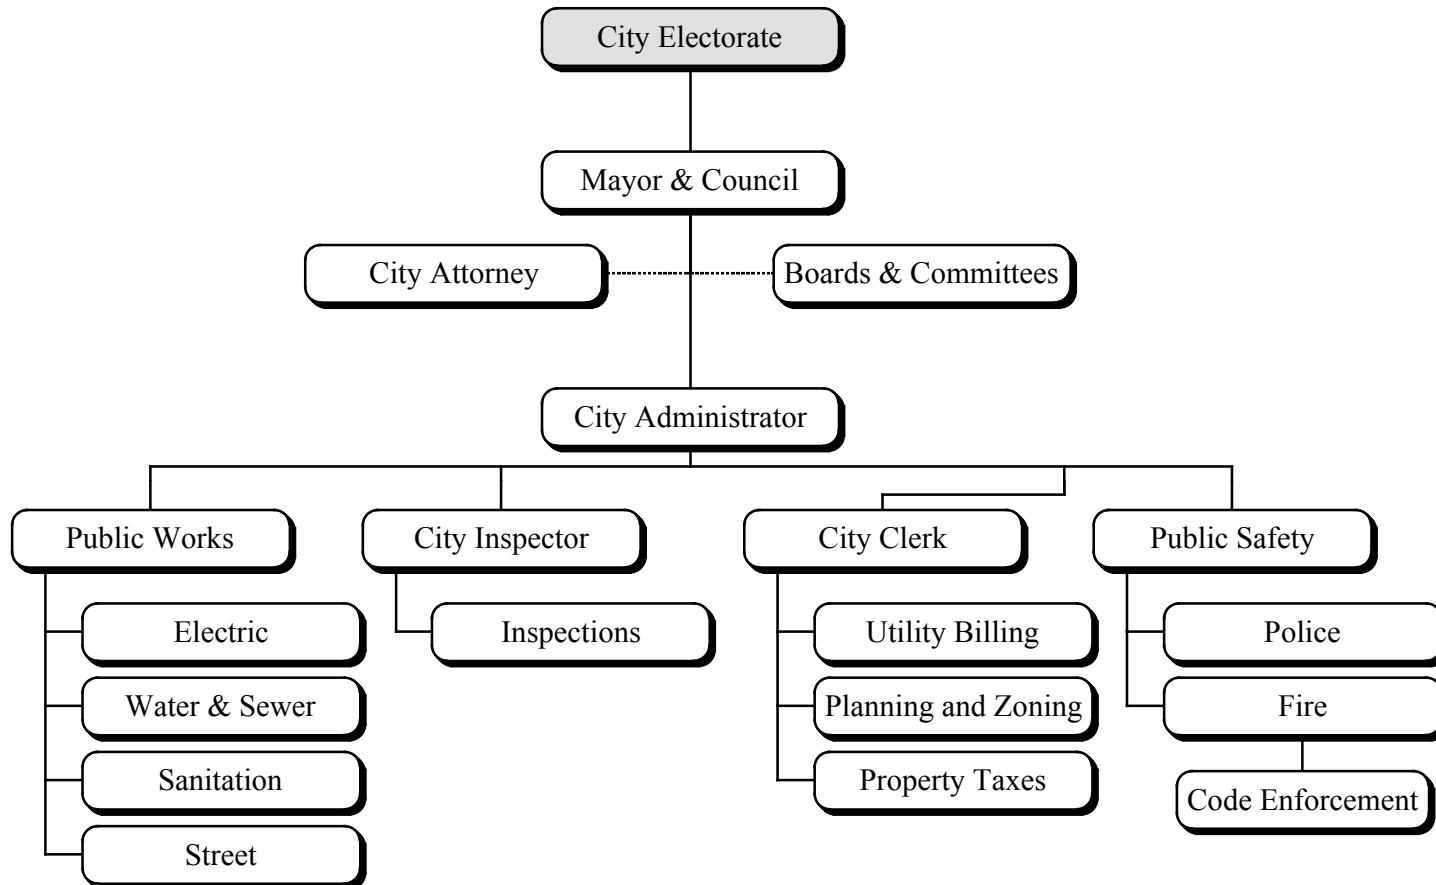 City Electorate
Mayor & Council
City Attorney
Boards & Committees
City Administrator
Public Works
City Inspector
City Clerk
Public Safety
Electric
Inspections
Utility Billing
Police
Water & Sewer
Planning and Zoning
Fire
Sanitation
Property Taxes
Code Enforcement
Street